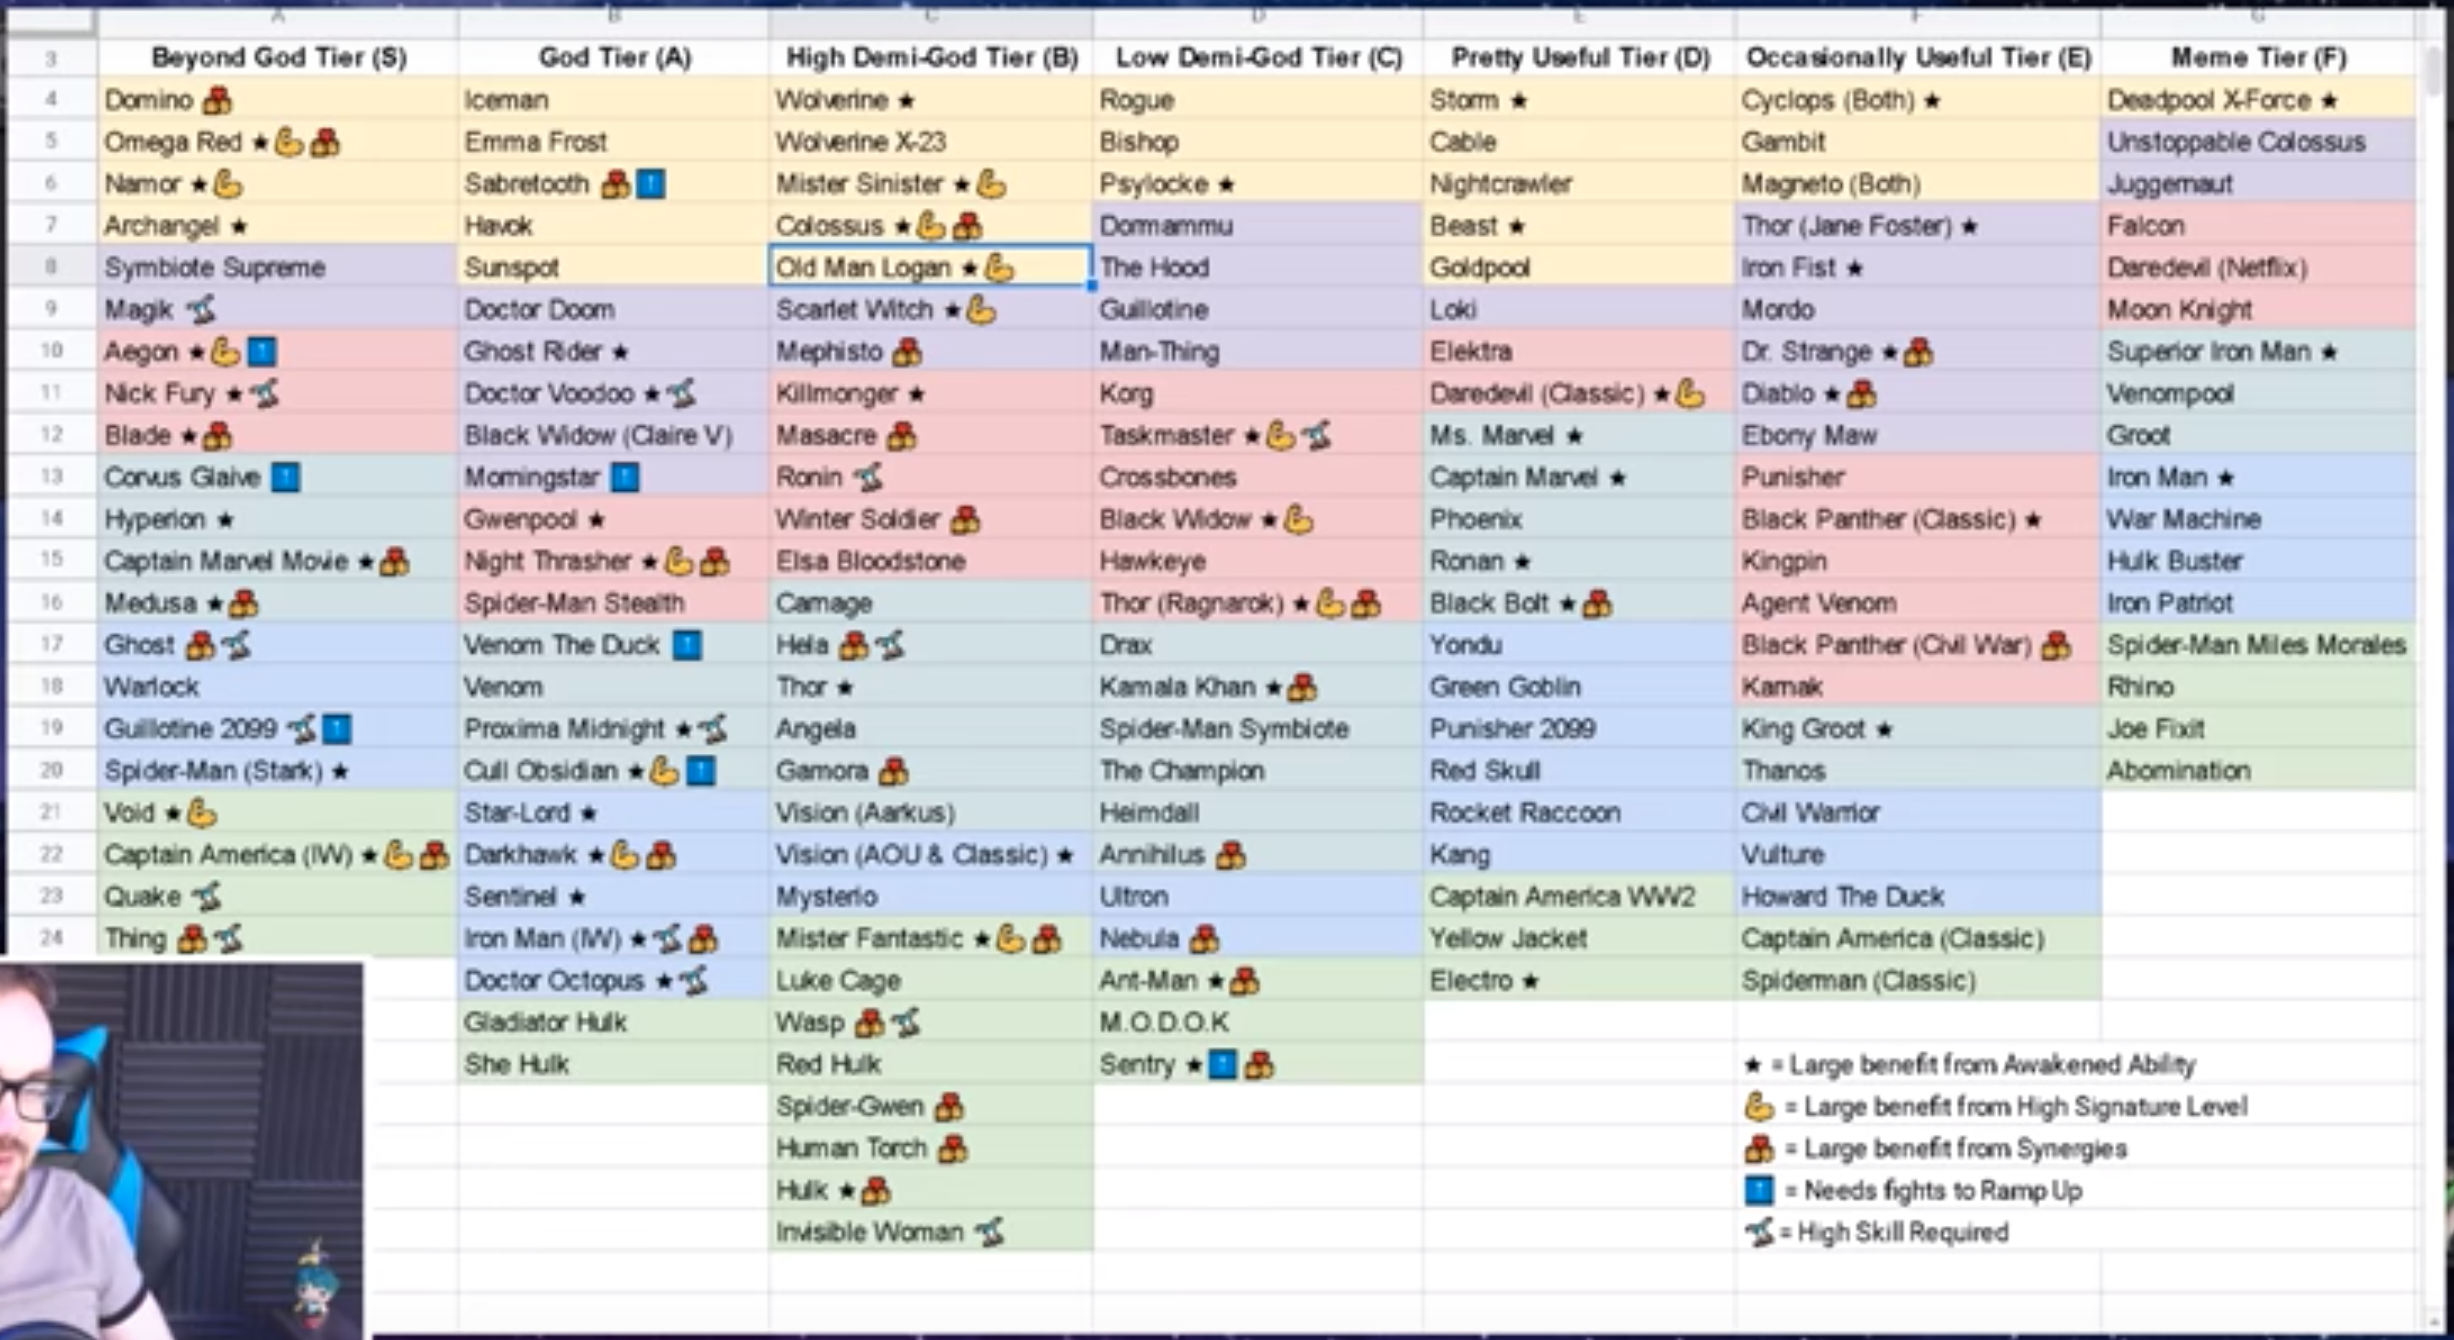 A B C D E F G
3 Beyond God Tier (S) God Tier (A) High Demi-God Tier (B) Low Demi-God Tier (C) Pretty Useful Tier (D) Occasionally Useful Tier (E) Meme Tier (F)
4 Domino Iceman Wolverine ★ Rogue Storm ★ Cyclops (Both) ★ Deadpool X-Force ★
5 Omega Red ★ Emma Frost Wolverine X-23 Bishop Cable Gambit Unstoppable Colossus
6 Namor ★ Sabretooth Mister Sinister ★ Psylocke ★ Nightcrawler Magneto (Both) Juggernaut
7 Archangel ★ Havok Colossus ★ Dormammu Beast ★ Thor (Jane Foster) ★ Falcon
8 Symbiote Supreme Sunspot Old Man Logan ★ The Hood Goldpool Iron Fist ★ Daredevil (Netflix)
9 Magik Doctor Doom Scarlet Witch ★ Guillotine Loki Mordo Moon Knight
10 Aegon ★ Ghost Rider ★ Mephisto Man-Thing Elektra Dr. Strange ★ Superior Iron Man ★
11 Nick Fury ★ Doctor Voodoo ★ Killmonger ★ Korg Daredevil (Classic) ★ Diablo ★ Venompool
12 Blade ★ Black Widow (Claire V) Masacre Taskmaster ★ Ms. Marvel ★ Ebony Maw Groot
13 Corvus Glaive Morningstar Ronin Crossbones Captain Marvel ★ Punisher Iron Man ★
14 Hyperion ★ Gwenpool ★ Winter Soldier Black Widow ★ Phoenix Black Panther (Classic) ★ War Machine
15 Captain Marvel Movie ★ Night Thrasher ★ Elsa Bloodstone Hawkeye Ronan ★ Kingpin Hulk Buster
16 Medusa ★ Spider-Man Stealth Carnage Thor (Ragnarok) ★ Black Bolt ★ Agent Venom Iron Patriot
17 Ghost Venom The Duck Hela Drax Yondu Black Panther (Civil War) Spider-Man Miles Morales
18 Warlock Venom Thor ★ Kamala Khan ★ Green Goblin Karnak Rhino
19 Guillotine 2099 Proxima Midnight ★ Angela Spider-Man Symbiote Punisher 2099 King Groot ★ Joe Fixit
20 Spider-Man (Stark) ★ Cull Obsidian ★ Gamora The Champion Red Skull Thanos Abomination
21 Void ★ Star-Lord ★ Vision (Aarkus) Heimdall Rocket Raccoon Civil Warrior
22 Captain America (IW) ★ Darkhawk ★ Vision (AOU & Classic) ★ Annihilus Kang Vulture
23 Quake Sentinel ★ Mysterio Ultron Captain America WW2 Howard The Duck
24 Thing Iron Man (IW) ★ Mister Fantastic ★ Nebula Yellow Jacket Captain America (Classic)
Doctor Octopus ★ Luke Cage Ant-Man ★ Electro ★ Spiderman (Classic)
Gladiator Hulk Wasp M.O.D.O.K
She Hulk Red Hulk Sentry ★ ★ = Large benefit from Awakened Ability
Spider-Gwen = Large benefit from High Signature Level
Human Torch = Large benefit from Synergies
Hulk ★ = Needs fights to Ramp Up
Invisible Woman = High Skill Required